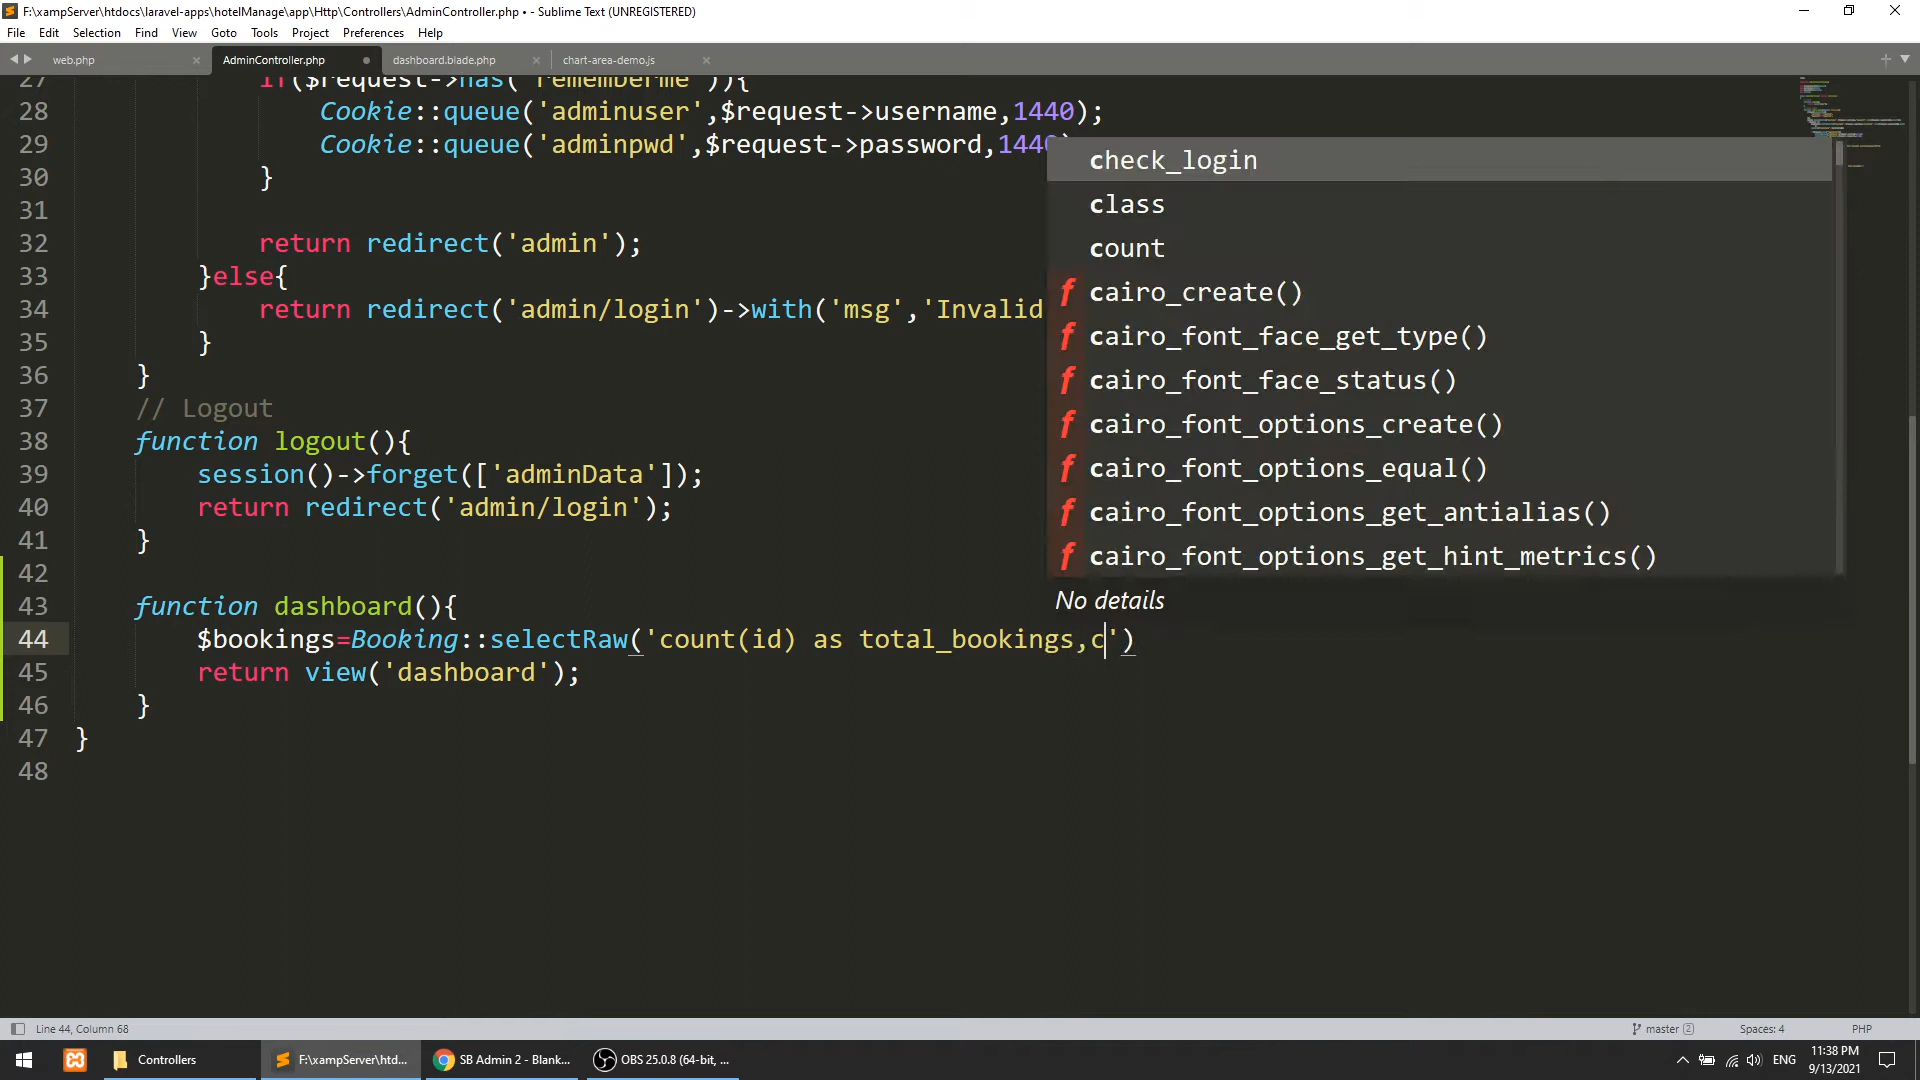 F:\xampServer\htdocs\laravel-apps\hotelManage\app\Http\Controllers\AdminController.php • - Sublime Text (UNREGISTERED)
File Edit Selection Find View Goto Tools Project Preferences Help
web.php × AdminController.php • dashboard.blade.php × chart-area-demo.js ×
27 if($request->has('rememberme')){
28 Cookie::queue('adminuser',$request->username,1440);
29 Cookie::queue('adminpwd',$request->password,1440)
30 }
31
32 return redirect('admin');
33 }else{
34 return redirect('admin/login')->with('msg','Invalid
35 }
36 }
37 // Logout
38 function logout(){
39 session()->forget(['adminData']);
40 return redirect('admin/login');
41 }
42
43 function dashboard(){
44 $bookings=Booking::selectRaw('count(id) as total_bookings,c')
45 return view('dashboard');
46 }
47 }
48
check_login
class
count
f cairo_create()
f cairo_font_face_get_type()
f cairo_font_face_status()
f cairo_font_options_create()
f cairo_font_options_equal()
f cairo_font_options_get_antialias()
f cairo_font_options_get_hint_metrics()
No details
Line 44, Column 68 master 2 Spaces: 4 PHP
Controllers F:\xampServer\htd... SB Admin 2 - Blank... OBS 25.0.8 (64-bit, ... ENG 11:38 PM
9/13/2021